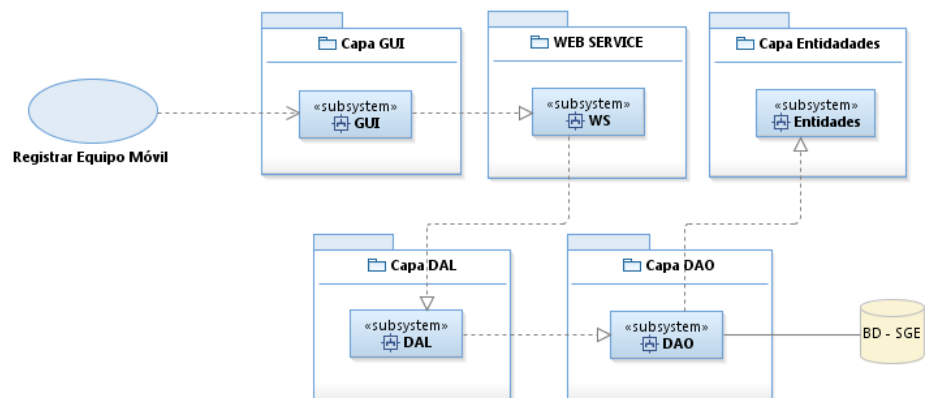 Capa GUI
WEB SERVICE
Capa Entidadades
«subsystem»
GUI
«subsystem»
WS
«subsystem»
Entidades
Registrar Equipo Móvil
Capa DAL
Capa DAO
«subsystem»
DAL
«subsystem»
DAO
BD - SGE